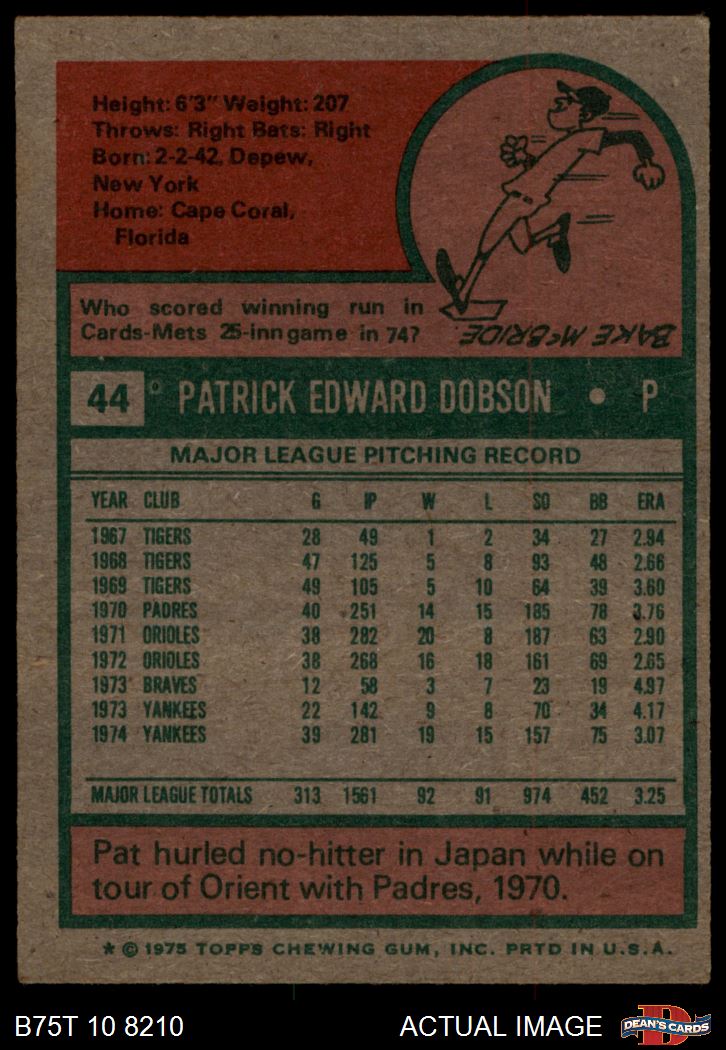 Height: 6'3" Weight: 207
Throws: Right Bats: Right
Born: 2-2-42, Depew,
New York
Home: Cape Coral,
Florida
Who scored winning run in
Cards-Mets 25-inn game in 74?
BAKE McBRIDE.
44 PATRICK EDWARD DOBSON • P
MAJOR LEAGUE PITCHING RECORD
YEAR CLUB G IP W L SO BB ERA
1967 TIGERS 28 49 1 2 34 27 2.94
1968 TIGERS 47 125 5 8 93 48 2.66
1969 TIGERS 49 105 5 10 64 39 3.60
1970 PADRES 40 251 14 15 185 78 3.76
1971 ORIOLES 38 282 20 8 187 63 2.90
1972 ORIOLES 38 268 16 18 161 69 2.65
1973 BRAVES 12 58 3 7 23 19 4.97
1973 YANKEES 22 142 9 8 70 34 4.17
1974 YANKEES 39 281 19 15 157 75 3.07
MAJOR LEAGUE TOTALS 313 1561 92 91 974 452 3.25
Pat hurled no-hitter in Japan while on
tour of Orient with Padres, 1970.
* © 1975 TOPPS CHEWING GUM, INC. PRTD IN U.S.A.
B75T 10 8210 ACTUAL IMAGE
D
DEAN'S CARDS